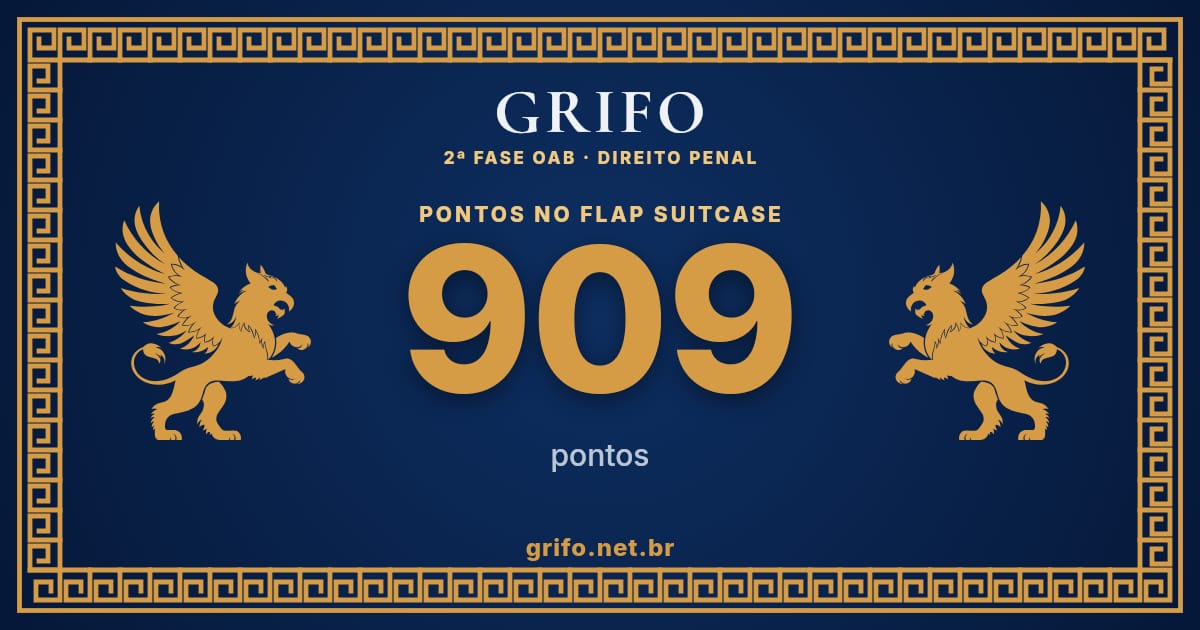 GRIFO
2ª FASE OAB · DIREITO PENAL
PONTOS NO FLAP SUITCASE
909
pontos
grifo.net.br